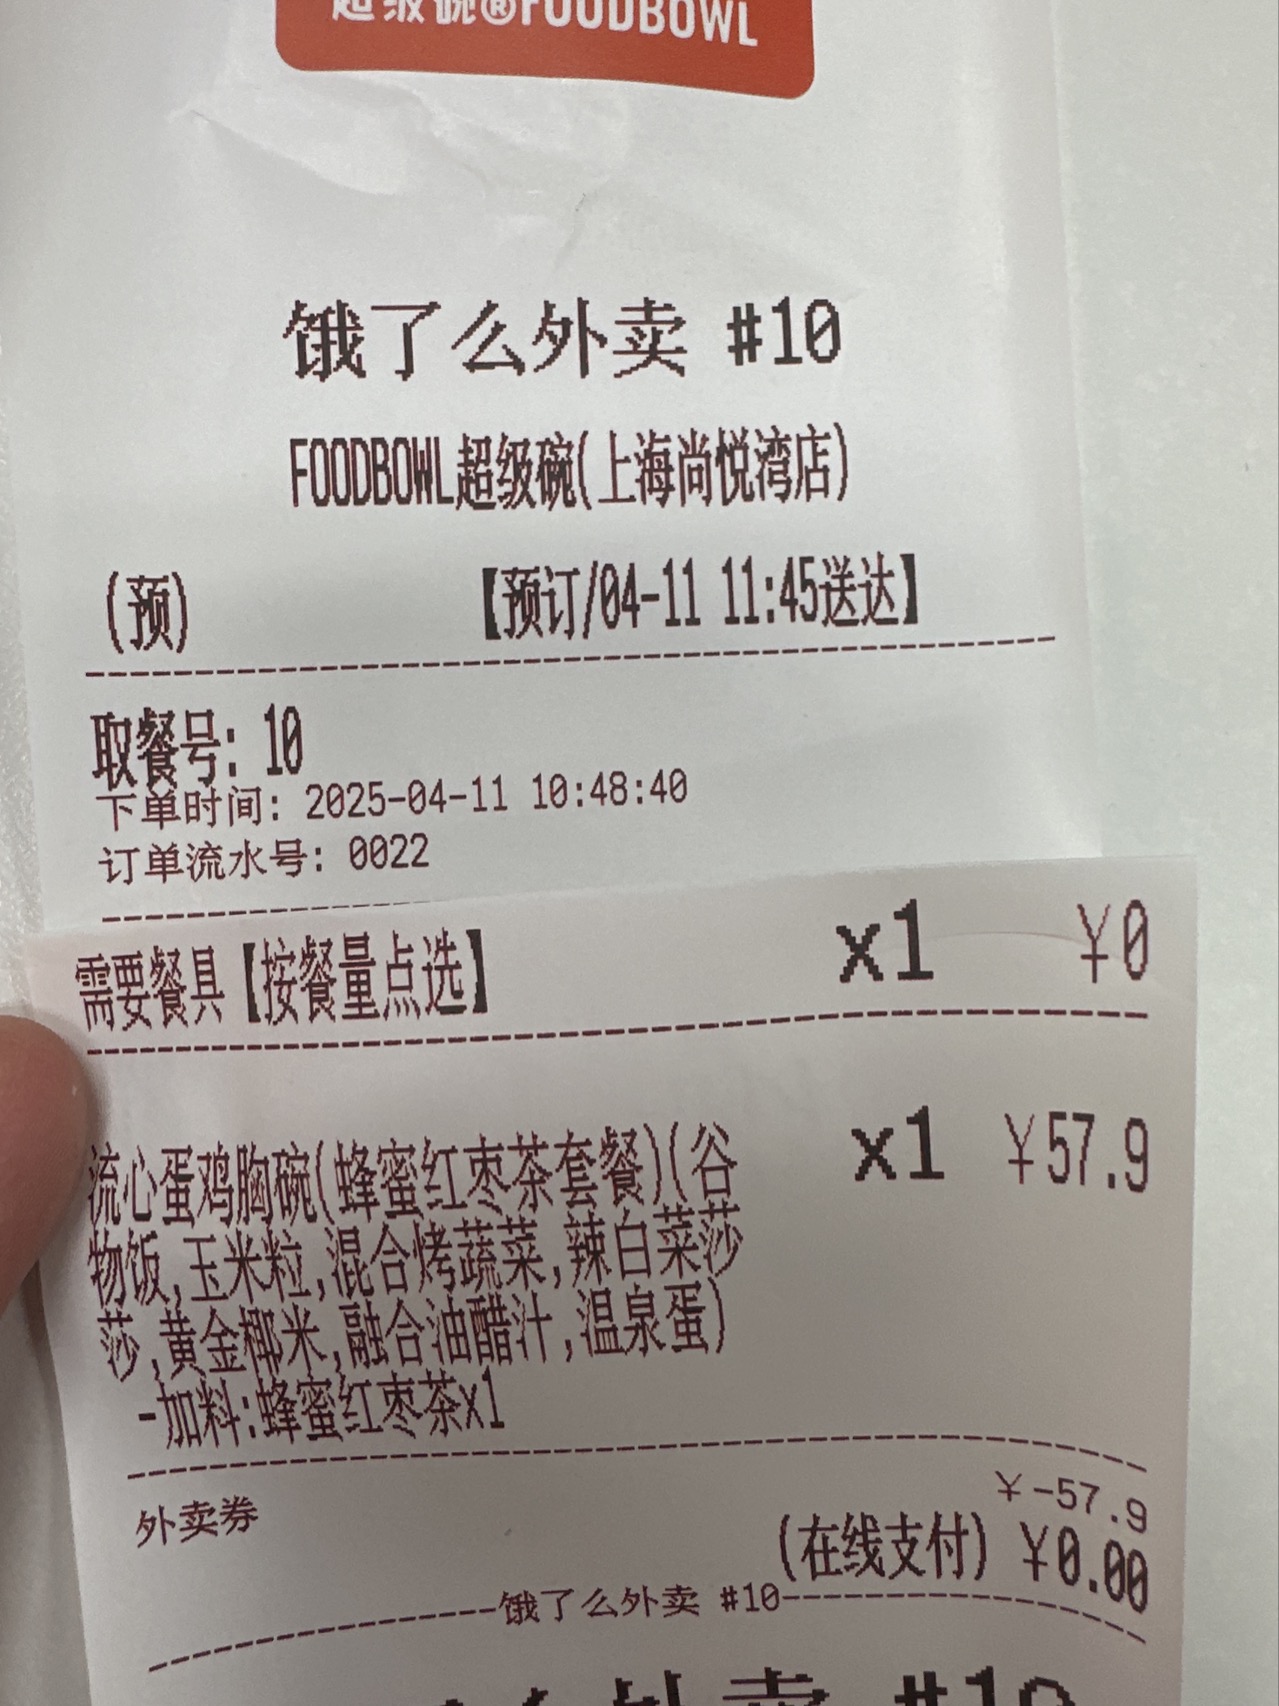 超级碗®FOODBOWL
饿了么外卖 #10
FOODBOWL超级碗(上海尚悦湾店)
(预) 【预订/04-11 11:45送达】
取餐号: 10
下单时间: 2025-04-11 10:48:40
订单流水号: 0022
需要餐具【按餐量点选】 x1 ¥0
流心蛋鸡胸碗(蜂蜜红枣茶套餐)(谷 x1 ¥57.9
物饭,玉米粒,混合烤蔬菜,辣白菜莎
莎,黄金椰米,融合油醋汁,温泉蛋)
-加料:蜂蜜红枣茶x1
外卖券 ¥-57.9
(在线支付) ¥0.00
饿了么外卖 #10
外卖 #10